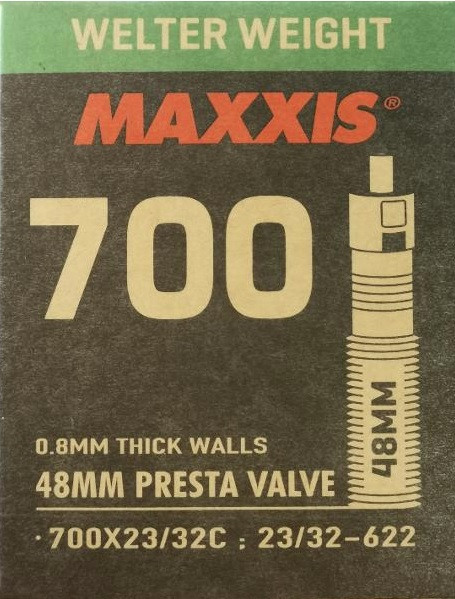 WELTER WEIGHT
MAXXIS®
700
48MM
0.8MM THICK WALLS
48MM PRESTA VALVE
· 700X23/32C ; 23/32-622